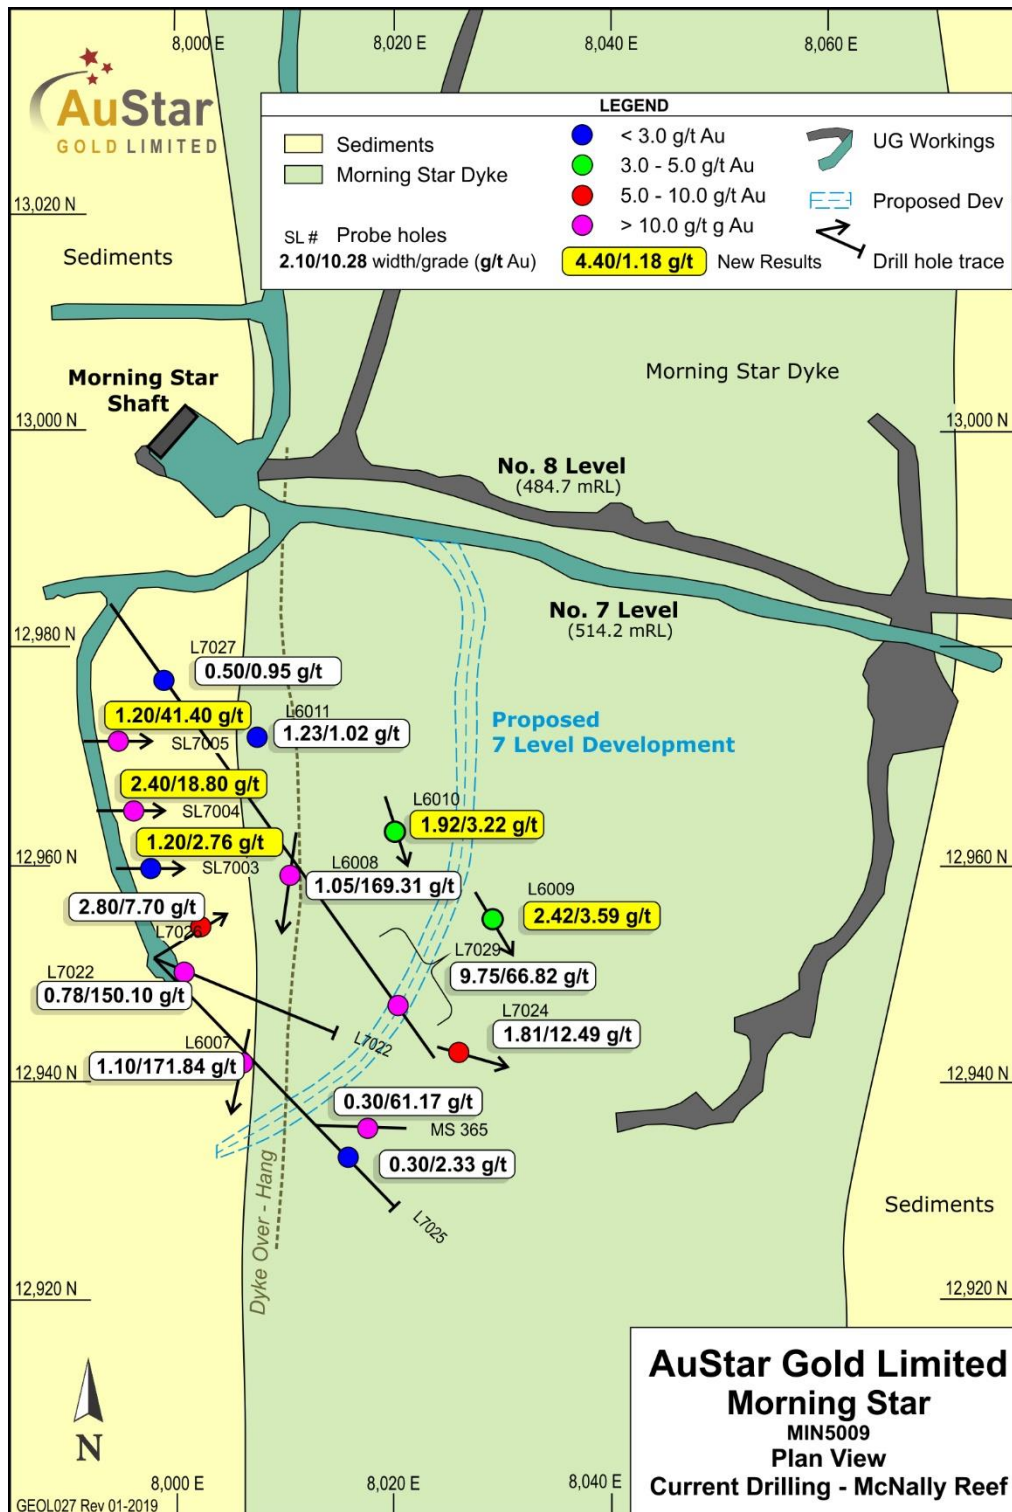 8,000 E
8,020 E
8,040 E
8,060 E
AuStar
GOLD LIMITED
LEGEND
Sediments
Morning Star Dyke
SL # Probe holes
2.10/10.28 width/grade (g/t Au)
< 3.0 g/t Au
3.0 - 5.0 g/t Au
5.0 - 10.0 g/t Au
> 10.0 g/t g Au
4.40/1.18 g/t New Results
UG Workings
Proposed Dev
Drill hole trace
13,020 N
Sediments
Morning Star
Shaft
Morning Star Dyke
13,000 N
13,000 N
No. 8 Level
(484.7 mRL)
No. 7 Level
(514.2 mRL)
12,980 N
12,980 N
L7027
0.50/0.95 g/t
1.20/41.40 g/t
SL7005
L6011
1.23/1.02 g/t
Proposed
7 Level Development
2.40/18.80 g/t
SL7004
L6010
1.92/3.22 g/t
1.20/2.76 g/t
SL7003
12,960 N
12,960 N
L6008
1.05/169.31 g/t
L6009
2.42/3.59 g/t
2.80/7.70 g/t
L7026
L7029
9.75/66.82 g/t
L7022
0.78/150.10 g/t
L7024
1.81/12.49 g/t
L7022
L6007
1.10/171.84 g/t
12,940 N
12,940 N
0.30/61.17 g/t
MS 365
0.30/2.33 g/t
L7025
Dyke Over - Hang
Sediments
12,920 N
12,920 N
N
AuStar Gold Limited
Morning Star
MIN5009
Plan View
Current Drilling - McNally Reef
8,000 E
8,020 E
8,040 E
GEOL027 Rev 01-2019